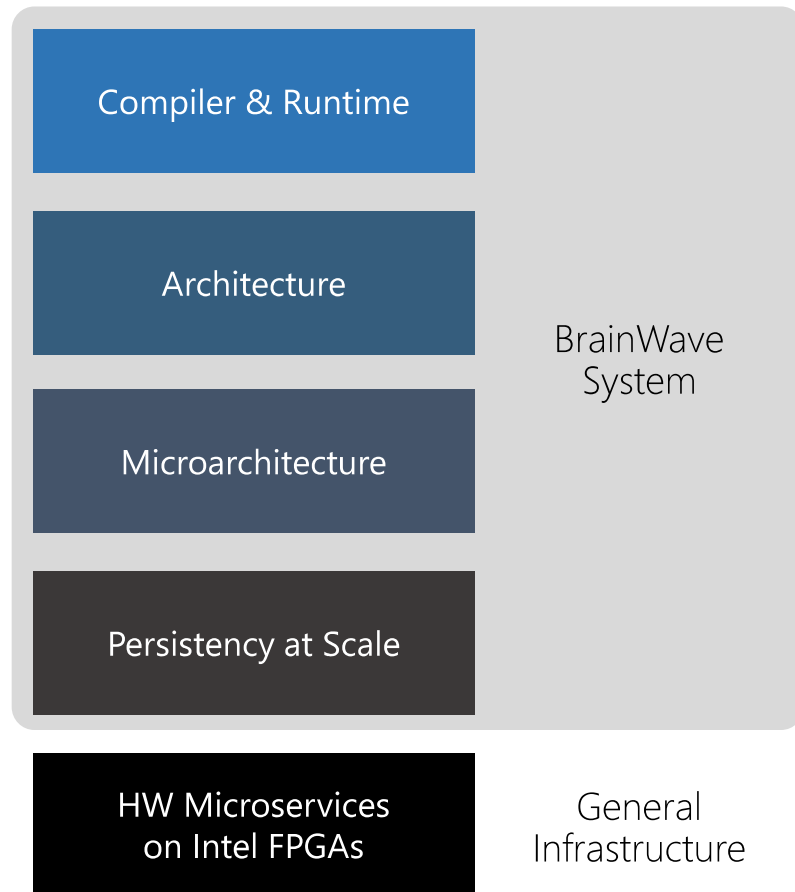 Compiler & Runtime
Architecture
BrainWave
System
Microarchitecture
Persistency at Scale
HW Microservices
on Intel FPGAs
General
Infrastructure